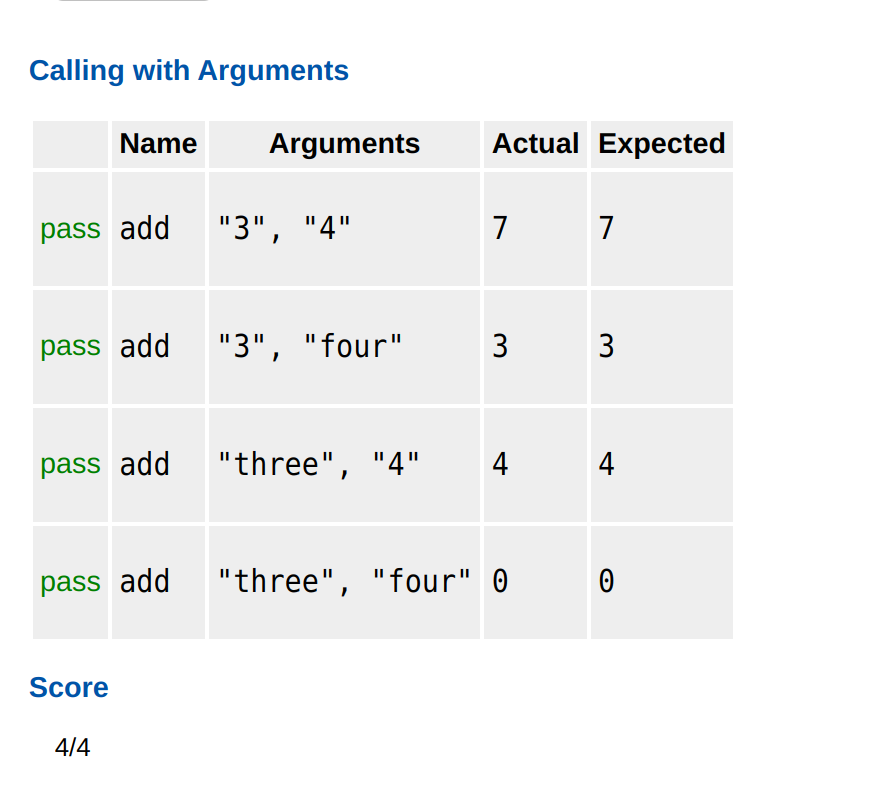 Calling with Arguments
Name Arguments Actual Expected
pass add "3", "4" 7 7
pass add "3", "four" 3 3
pass add "three", "4" 4 4
pass add "three", "four" 0 0
Score
4/4